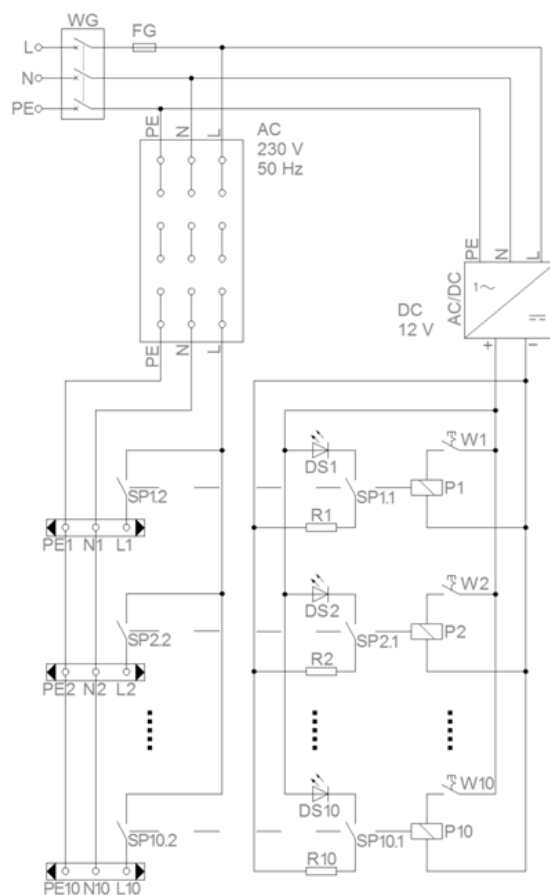 WG
FG
L
N
PE
PE N L
AC
230 V
50 Hz
PE N L
AC/DC
1~
DC
12 V
+ −
PE N L
W1
DS1
SP1.2
SP1.1
P1
R1
PE1 N1 L1
W2
DS2
SP2.2
SP2.1
P2
R2
PE2 N2 L2
W10
DS10
SP10.2
SP10.1
P10
R10
PE10 N10 L10